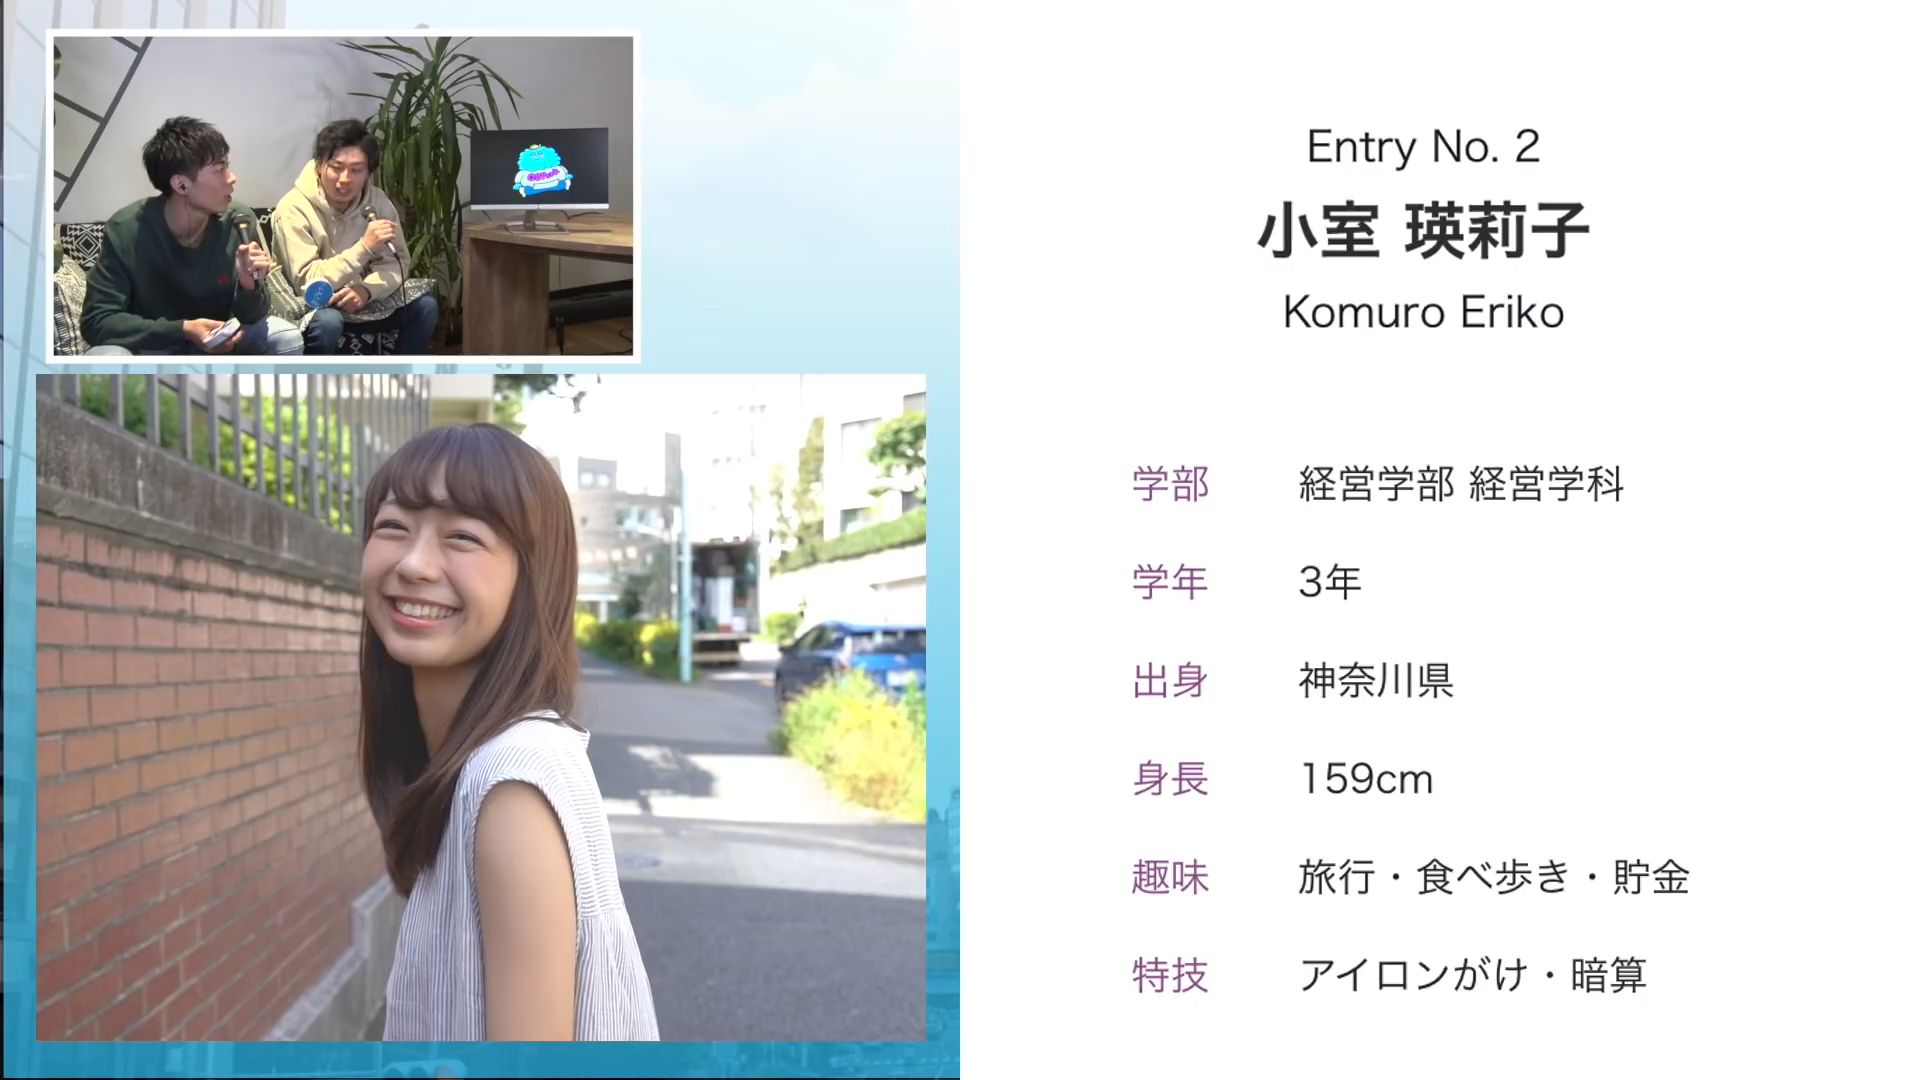 Entry No. 2
小室 瑛莉子
Komuro Eriko
学部 経営学部 経営学科
学年 3年
出身 神奈川県
身長 159cm
趣味 旅行・食べ歩き・貯金
特技 アイロンがけ・暗算